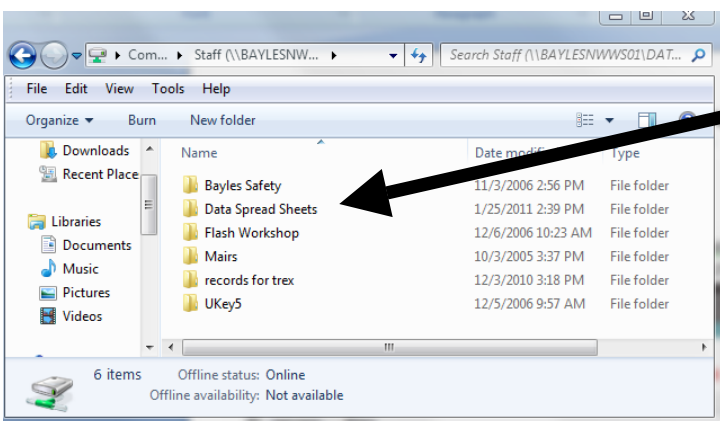 Com... Staff (\\BAYLESNW... Search Staff (\\BAYLESNWWS01\DAT...
File Edit View Tools Help
Organize Burn New folder
Downloads
Recent Place
Libraries
Documents
Music
Pictures
Videos
Name Date modifi Type
Bayles Safety 11/3/2006 2:56 PM File folder
Data Spread Sheets 1/25/2011 2:39 PM File folder
Flash Workshop 12/6/2006 10:23 AM File folder
Mairs 10/3/2005 3:37 PM File folder
records for trex 12/3/2010 3:18 PM File folder
UKey5 12/5/2006 9:57 AM File folder
6 items Offline status: Online
Offline availability: Not available